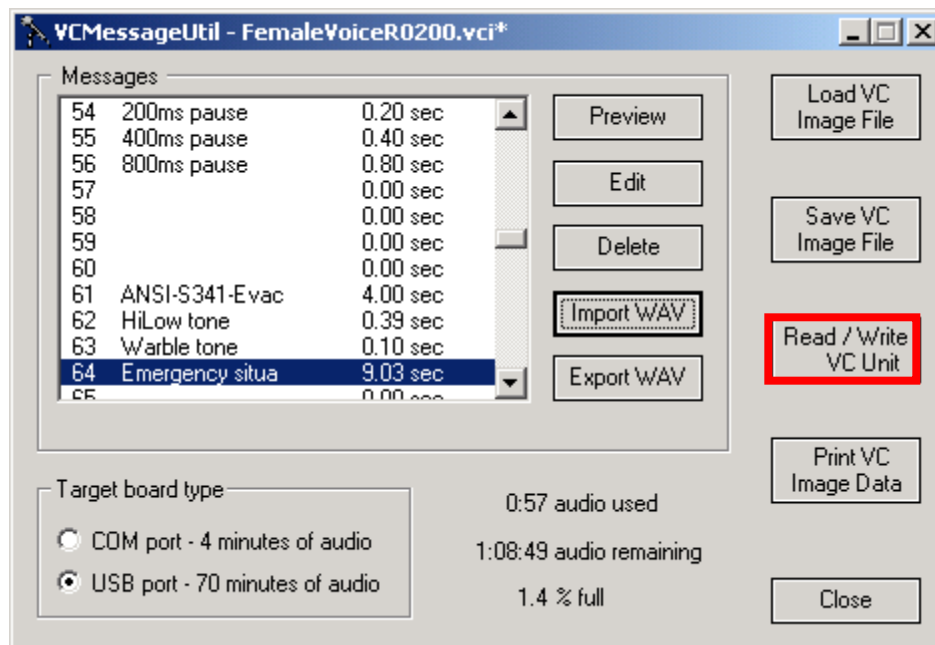 VCMessageUtil - FemaleVoiceR0200.vci*
Messages
54 200ms pause 0.20 sec
55 400ms pause 0.40 sec
56 800ms pause 0.80 sec
57 0.00 sec
58 0.00 sec
59 0.00 sec
60 0.00 sec
61 ANSI-S341-Evac 4.00 sec
62 HiLow tone 0.39 sec
63 Warble tone 0.10 sec
64 Emergency situa 9.03 sec
Preview
Edit
Delete
Import WAV
Export WAV
Load VC
Image File
Save VC
Image File
Read / Write
VC Unit
Print VC
Image Data
Close
Target board type
COM port - 4 minutes of audio
USB port - 70 minutes of audio
0:57 audio used
1:08:49 audio remaining
1.4 % full